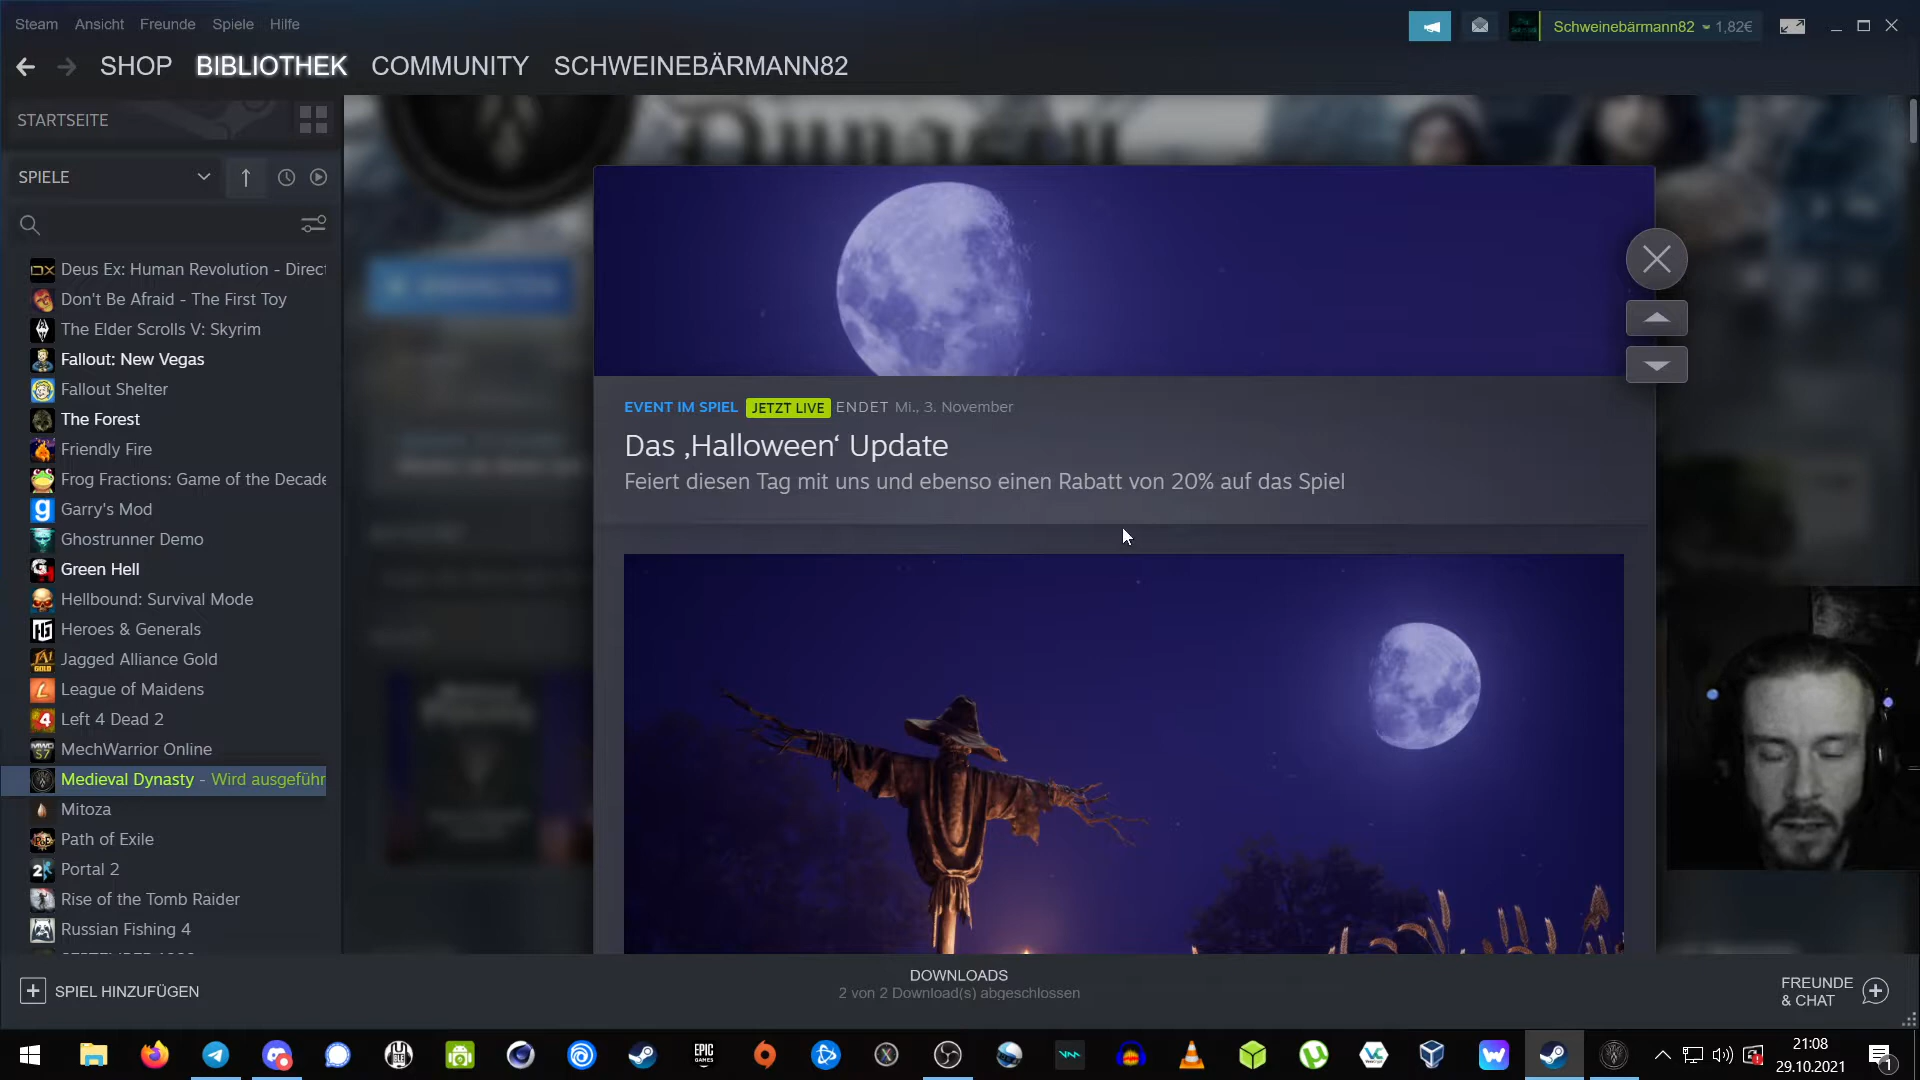 Steam Ansicht Freunde Spiele Hilfe
Schweinebärmann82 1,82€
SHOP BIBLIOTHEK COMMUNITY SCHWEINEBÄRMANN82
STARTSEITE
Dynasty
SPIELE
Deus Ex: Human Revolution - Direct
Don't Be Afraid - The First Toy
The Elder Scrolls V: Skyrim
Fallout: New Vegas
Fallout Shelter
The Forest
Friendly Fire
Frog Fractions: Game of the Decade
Garry's Mod
Ghostrunner Demo
Green Hell
Hellbound: Survival Mode
Heroes & Generals
Jagged Alliance Gold
League of Maidens
Left 4 Dead 2
MechWarrior Online
Medieval Dynasty - Wird ausgeführ
Mitoza
Path of Exile
Portal 2
Rise of the Tomb Raider
Russian Fishing 4
EVENT IM SPIEL JETZT LIVE ENDET Mi., 3. November
Das ‚Halloween‘ Update
Feiert diesen Tag mit uns und ebenso einen Rabatt von 20% auf das Spiel
SPIEL HINZUFÜGEN
DOWNLOADS
2 von 2 Download(s) abgeschlossen
FREUNDE
& CHAT
EPIC
GAMES
21:08
29.10.2021
1